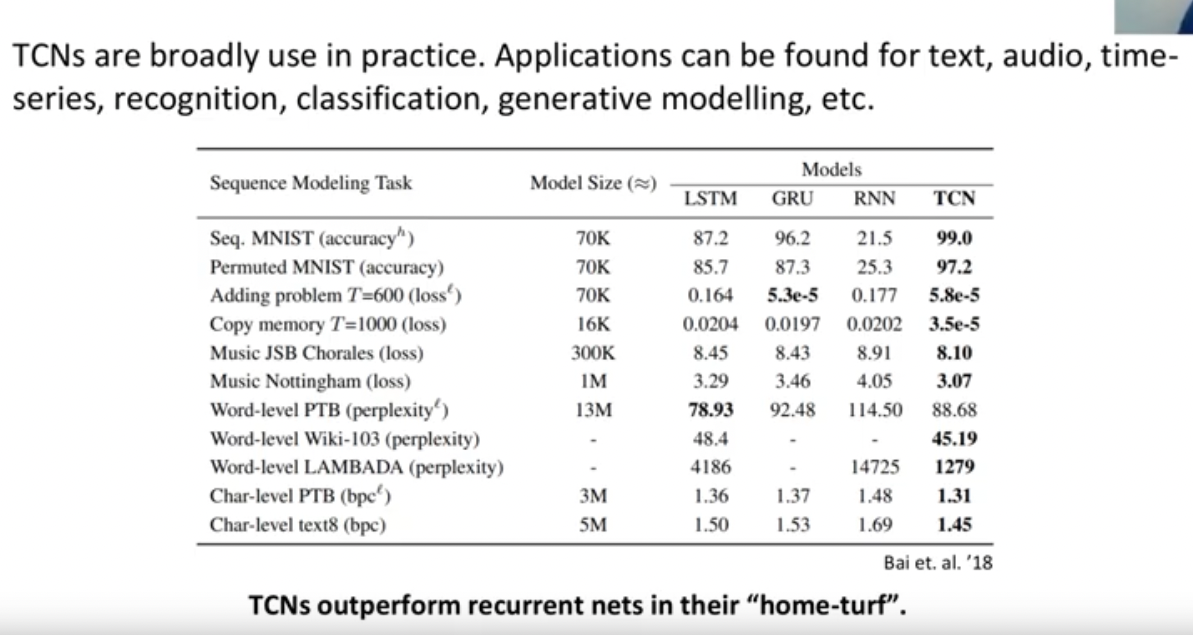 TCNs are broadly use in practice. Applications can be found for text, audio, time-
series, recognition, classification, generative modelling, etc.
Models
Sequence Modeling Task Model Size (≈)
LSTM GRU RNN TCN
Seq. MNIST (accuracyʰ) 70K 87.2 96.2 21.5 99.0
Permuted MNIST (accuracy) 70K 85.7 87.3 25.3 97.2
Adding problem T=600 (lossℓ) 70K 0.164 5.3e-5 0.177 5.8e-5
Copy memory T=1000 (loss) 16K 0.0204 0.0197 0.0202 3.5e-5
Music JSB Chorales (loss) 300K 8.45 8.43 8.91 8.10
Music Nottingham (loss) 1M 3.29 3.46 4.05 3.07
Word-level PTB (perplexityℓ) 13M 78.93 92.48 114.50 88.68
Word-level Wiki-103 (perplexity) - 48.4 - - 45.19
Word-level LAMBADA (perplexity) - 4186 - 14725 1279
Char-level PTB (bpcℓ) 3M 1.36 1.37 1.48 1.31
Char-level text8 (bpc) 5M 1.50 1.53 1.69 1.45
Bai et. al. '18
TCNs outperform recurrent nets in their “home-turf”.